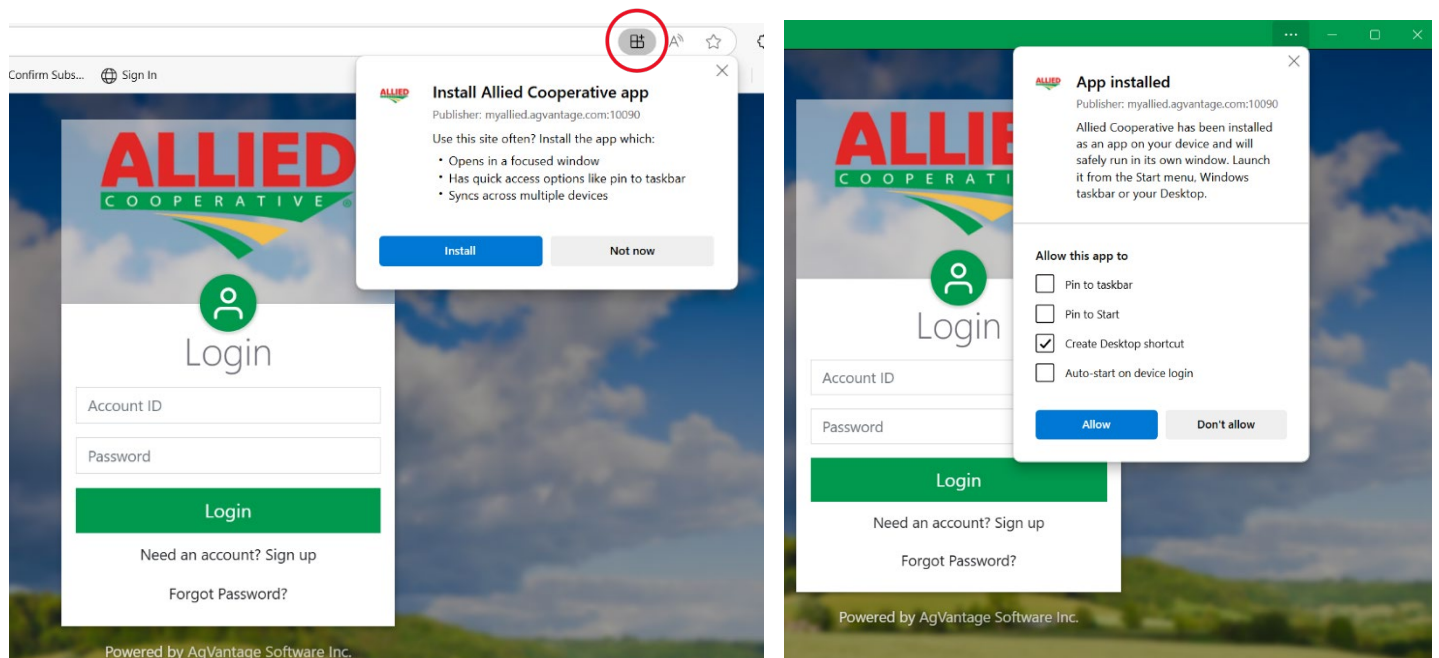 A
Confirm Subs...
Sign In
ALLIED
Install Allied Cooperative app
Publisher: myallied.agvantage.com:10090
Use this site often? Install the app which:
• Opens in a focused window
• Has quick access options like pin to taskbar
• Syncs across multiple devices
Install
Not now
ALLIED
COOPERATIVE
Login
Account ID
Password
Login
Need an account? Sign up
Forgot Password?
Powered by AgVantage Software Inc.
ALLIED
App installed
Publisher: myallied.agvantage.com:10090
Allied Cooperative has been installed
as an app on your device and will
safely run in its own window. Launch
it from the Start menu, Windows
taskbar or your Desktop.
Allow this app to
Pin to taskbar
Pin to Start
Create Desktop shortcut
Auto-start on device login
Allow
Don't allow
ALLIE
COOPERATI
Login
Account ID
Password
Login
Need an account? Sign up
Forgot Password?
Powered by AgVantage Software Inc.